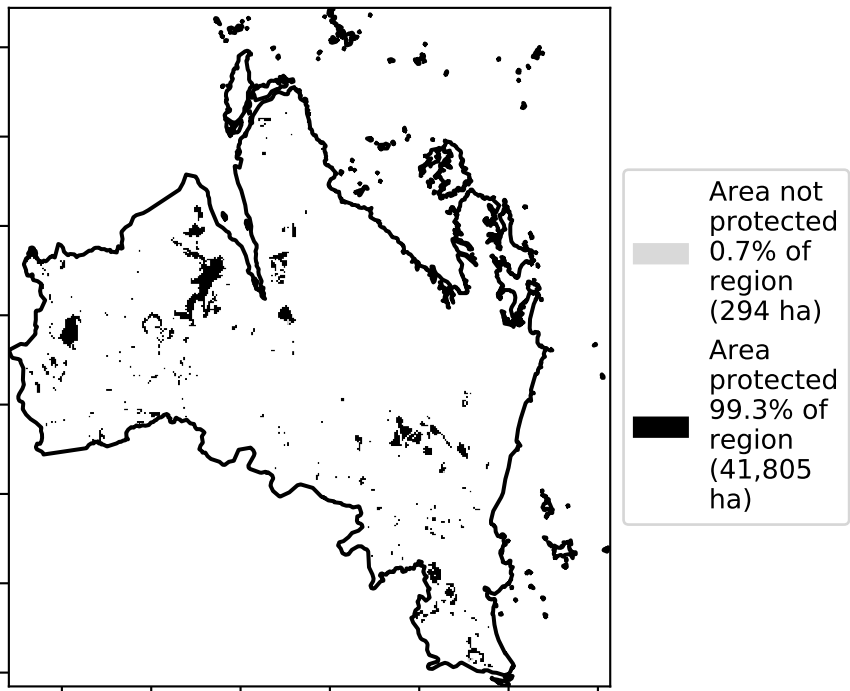 Area not
protected
0.7% of
region
(294 ha)
Area
protected
99.3% of
region
(41,805
ha)